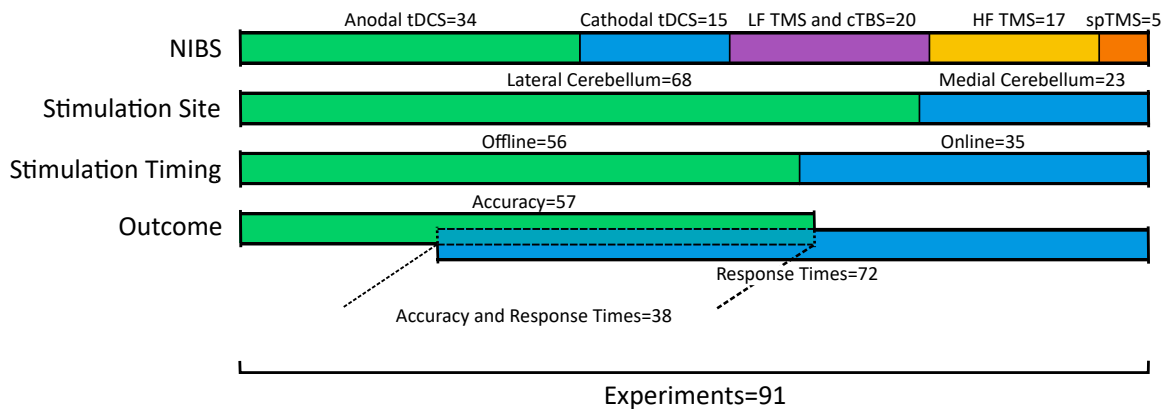 Anodal tDCS=34 Cathodal tDCS=15 LF TMS and cTBS=20 HF TMS=17 spTMS=5
NIBS
Lateral Cerebellum=68 Medial Cerebellum=23
Stimulation Site
Offline=56 Online=35
Stimulation Timing
Accuracy=57
Outcome
Response Times=72
Accuracy and Response Times=38
Experiments=91